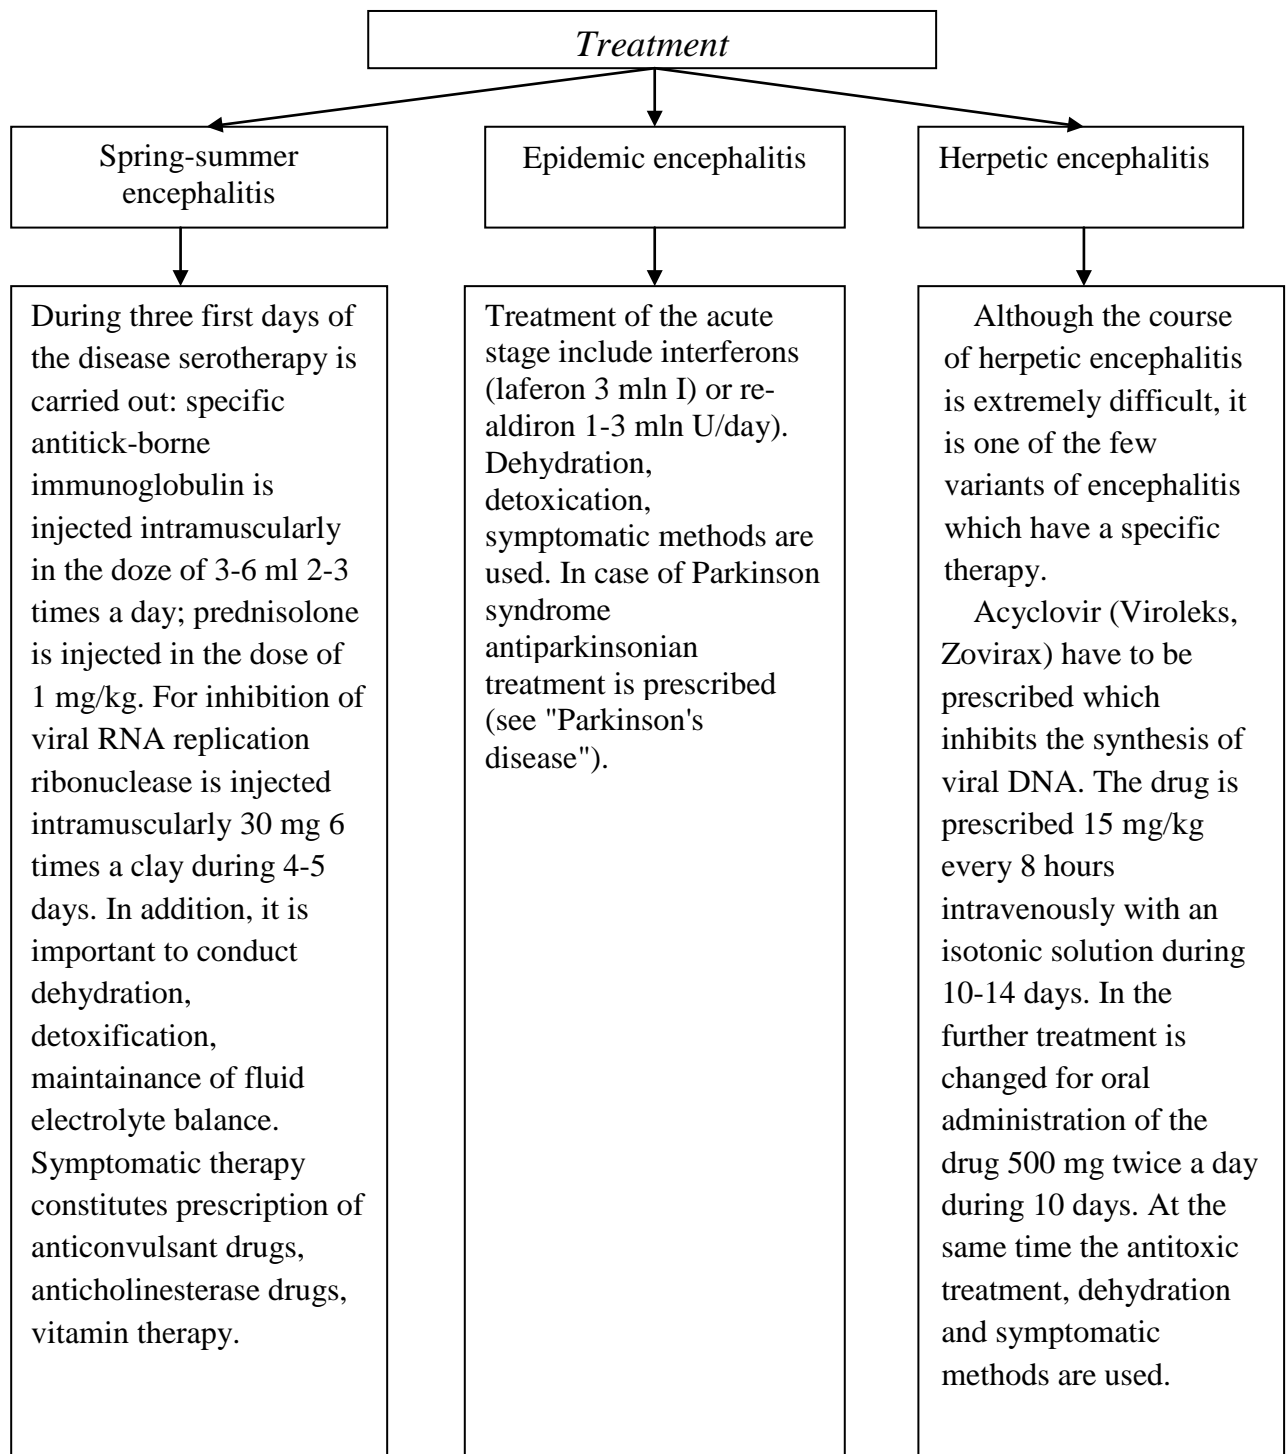 Treatment
Spring-summer
encephalitis
Epidemic encephalitis
Herpetic encephalitis
During three first days of
the disease serotherapy is
carried out: specific
antitick-borne
immunoglobulin is
injected intramuscularly
in the doze of 3-6 ml 2-3
times a day; prednisolone
is injected in the dose of
1 mg/kg. For inhibition of
viral RNA replication
ribonuclease is injected
intramuscularly 30 mg 6
times a clay during 4-5
days. In addition, it is
important to conduct
dehydration,
detoxification,
maintainance of fluid
electrolyte balance.
Symptomatic therapy
constitutes prescription of
anticonvulsant drugs,
anticholinesterase drugs,
vitamin therapy.
Treatment of the acute
stage include interferons
(laferon 3 mln I) or re-
aldiron 1-3 mln U/day).
Dehydration,
detoxication,
symptomatic methods are
used. In case of Parkinson
syndrome
antiparkinsonian
treatment is prescribed
(see "Parkinson's
disease").
Although the course
of herpetic encephalitis
is extremely difficult, it
is one of the few
variants of encephalitis
which have a specific
therapy.
Acyclovir (Viroleks,
Zovirax) have to be
prescribed which
inhibits the synthesis of
viral DNA. The drug is
prescribed 15 mg/kg
every 8 hours
intravenously with an
isotonic solution during
10-14 days. In the
further treatment is
changed for oral
administration of the
drug 500 mg twice a day
during 10 days. At the
same time the antitoxic
treatment, dehydration
and symptomatic
methods are used.